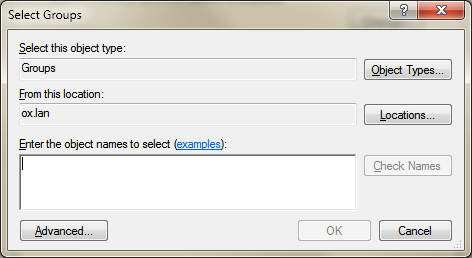 Select Groups
Select this object type:
Groups
Object Types...
From this location:
ox.lan
Locations...
Enter the object names to select (examples):
Check Names
Advanced...
OK
Cancel